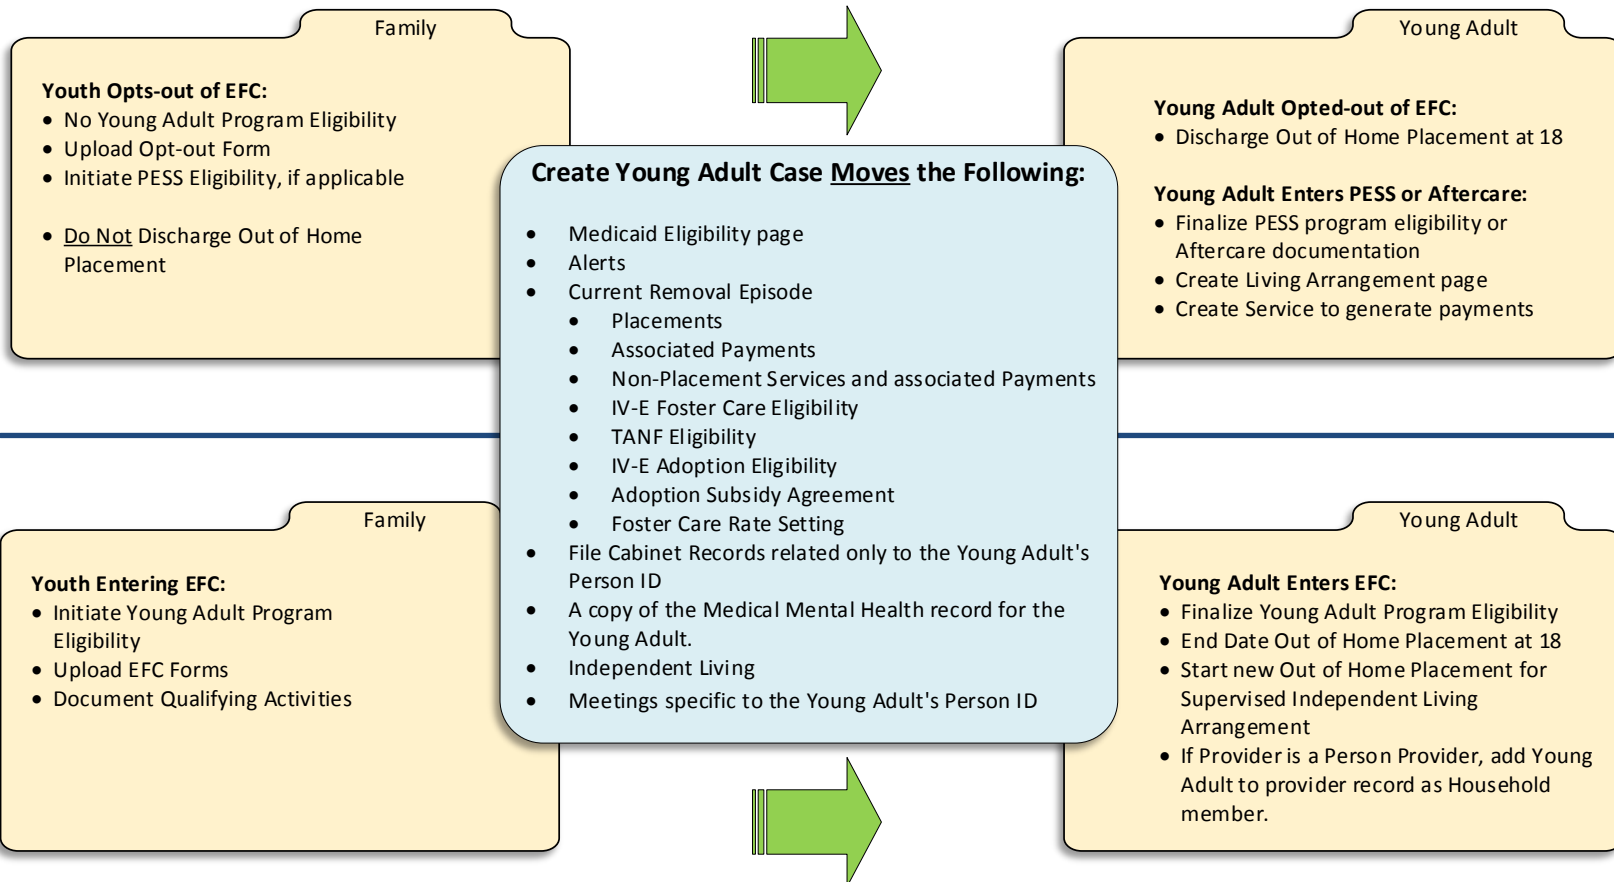 Family
Youth Opts-out of EFC:
• No Young Adult Program Eligibility
• Upload Opt-out Form
• Initiate PESS Eligibility, if applicable
• Do Not Discharge Out of Home
Placement
Young Adult
Young Adult Opted-out of EFC:
• Discharge Out of Home Placement at 18
Young Adult Enters PESS or Aftercare:
• Finalize PESS program eligibility or
Aftercare documentation
• Create Living Arrangement page
• Create Service to generate payments
Create Young Adult Case Moves the Following:
• Medicaid Eligibility page
• Alerts
• Current Removal Episode
• Placements
• Associated Payments
• Non-Placement Services and associated Payments
• IV-E Foster Care Eligibility
• TANF Eligibility
• IV-E Adoption Eligibility
• Adoption Subsidy Agreement
• Foster Care Rate Setting
• File Cabinet Records related only to the Young Adult's
Person ID
• A copy of the Medical Mental Health record for the
Young Adult.
• Independent Living
• Meetings specific to the Young Adult's Person ID
Family
Youth Entering EFC:
• Initiate Young Adult Program
Eligibility
• Upload EFC Forms
• Document Qualifying Activities
Young Adult
Young Adult Enters EFC:
• Finalize Young Adult Program Eligibility
• End Date Out of Home Placement at 18
• Start new Out of Home Placement for
Supervised Independent Living
Arrangement
• If Provider is a Person Provider, add Young
Adult to provider record as Household
member.